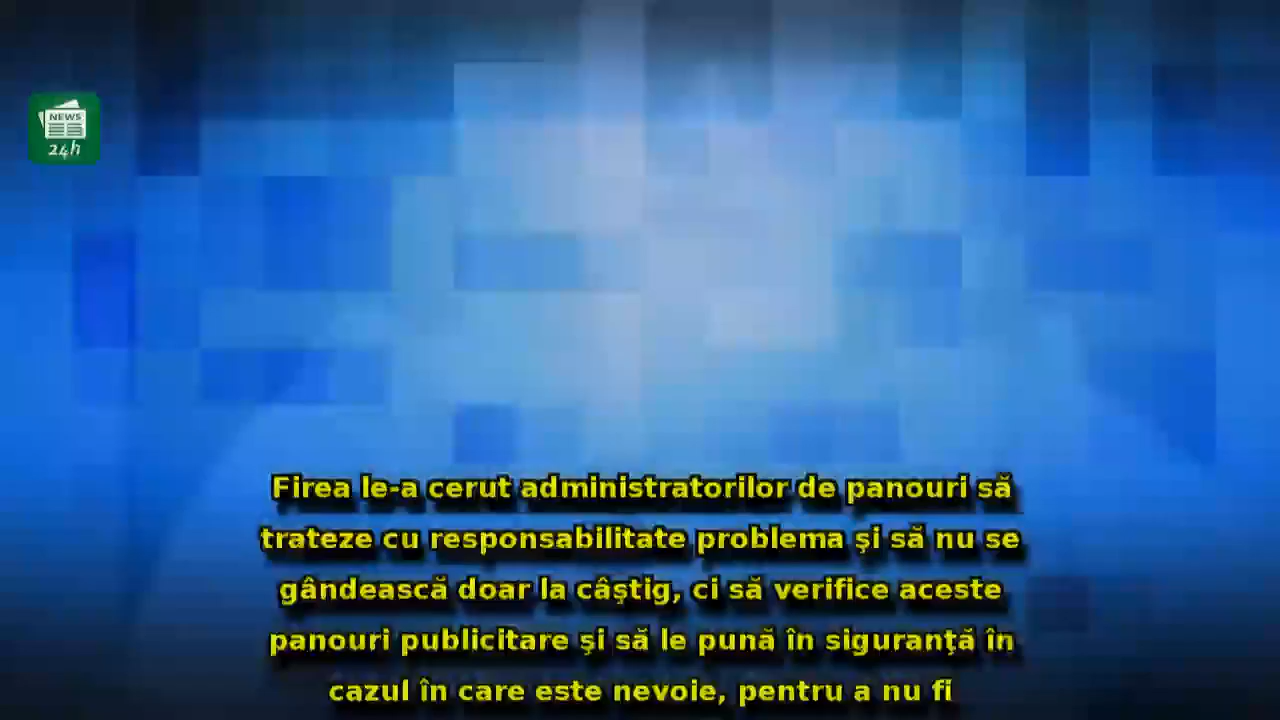 NEWS
24h
Firea le-a cerut administratorilor de panouri să
trateze cu responsabilitate problema şi să nu se
gândească doar la câştig, ci să verifice aceste
panouri publicitare şi să le pună în siguranţă în
cazul în care este nevoie, pentru a nu fi